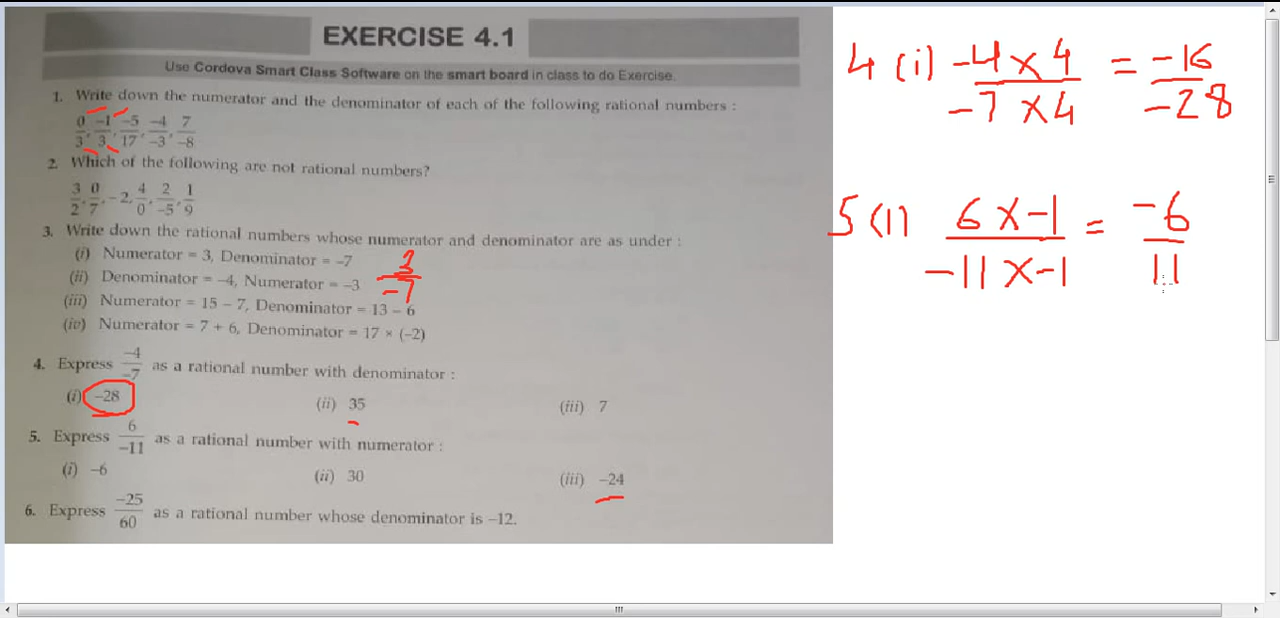 EXERCISE 4.1
Use Cordova Smart Class Software on the smart board in class to do Exercise.
1. Write down the numerator and the denominator of each of the following rational numbers :
0/3, -1/3, -5/17, -4/-3, 7/-8
2. Which of the following are not rational numbers?
3/2, 0/7, -2, 4/0, 2/-5, 1/9
3. Write down the rational numbers whose numerator and denominator are as under :
(i) Numerator = 3, Denominator = -7
3/-7
(ii) Denominator = -4, Numerator = -3
(iii) Numerator = 15 - 7, Denominator = 13 - 6
(iv) Numerator = 7 + 6, Denominator = 17 × (-2)
4. Express -4/-7 as a rational number with denominator :
(i) -28 (ii) 35 (iii) 7
5. Express 6/-11 as a rational number with numerator :
(i) -6 (ii) 30 (iii) -24
6. Express -25/60 as a rational number whose denominator is -12.
4 (i) -4 × 4 / -7 × 4 = -16 / -28
5 (1) 6 × -1 / -11 × -1 = -6 / 11